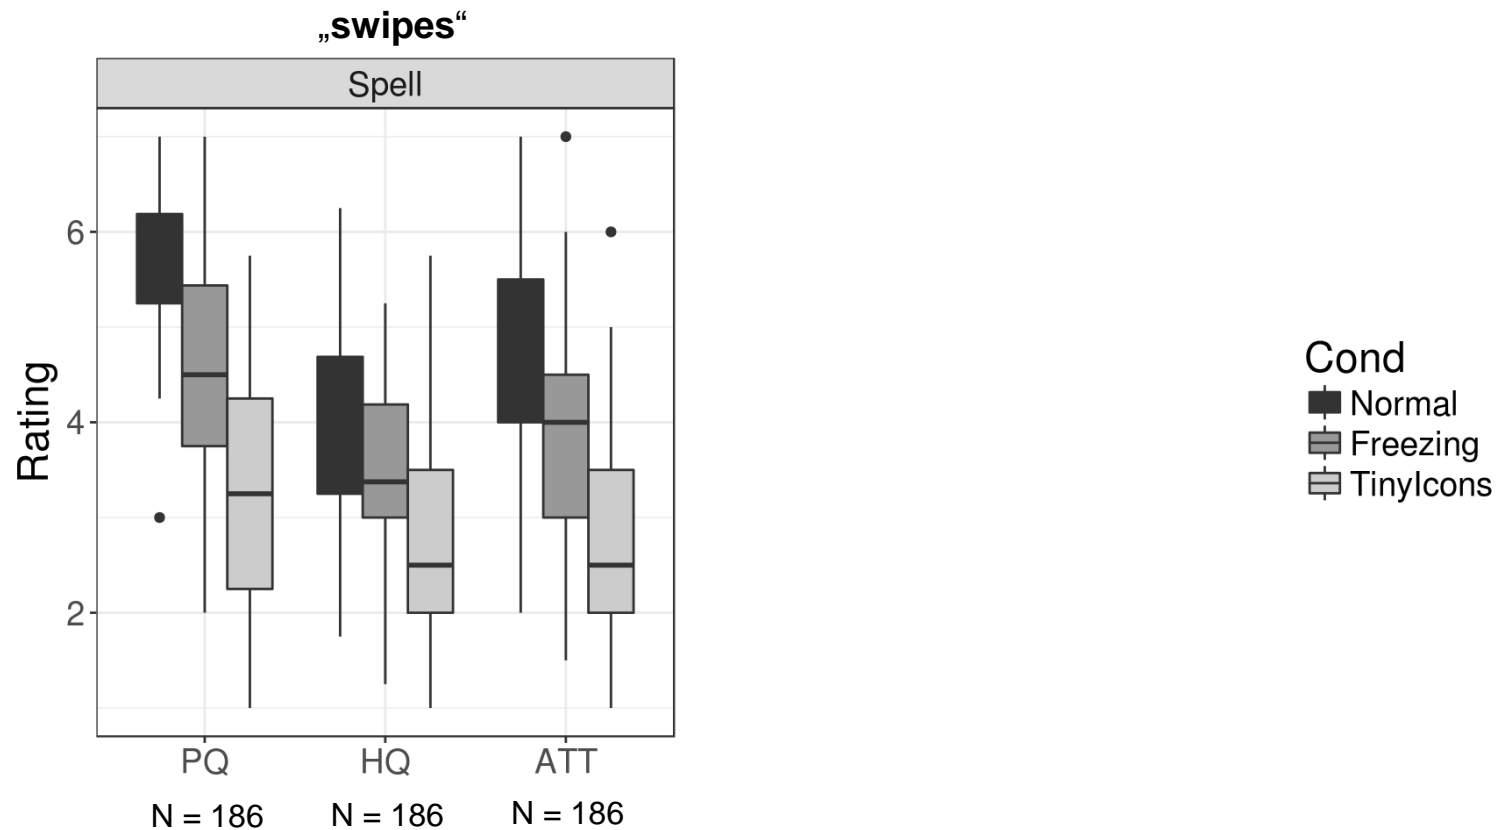 „swipes“
Spell
Rating
6
4
2
PQ
HQ
ATT
N = 186
N = 186
N = 186
Cond
Normal
Freezing
TinyIcons